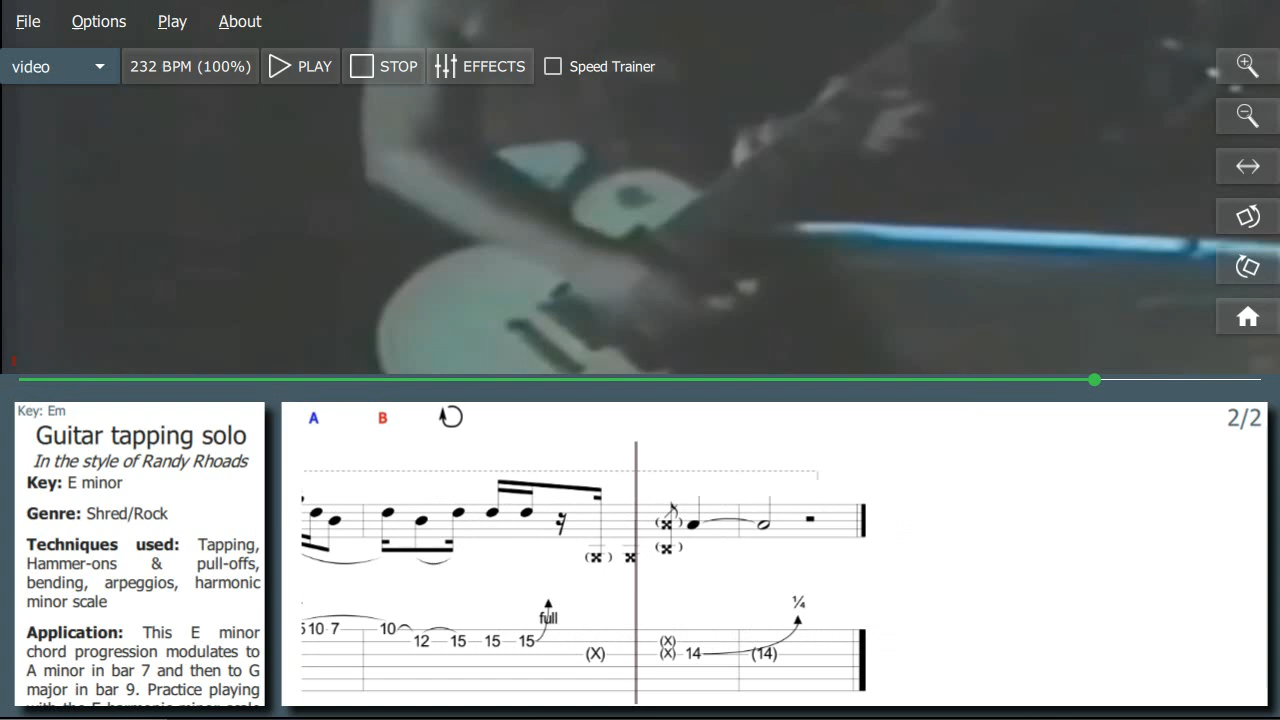 File Options Play About
video 232 BPM (100%) PLAY STOP EFFECTS Speed Trainer
Key: Em
Guitar tapping solo
In the style of Randy Rhoads
Key: E minor
Genre: Shred/Rock
Techniques used: Tapping,
Hammer-ons & pull-offs,
bending, arpeggios, harmonic
minor scale
Application: This E minor
chord progression modulates to
A minor in bar 7 and then to G
major in bar 9. Practice playing
A B 2/2
full ¼
10 7 10 12 15 15 15 (X) (X) (X) 14 (14)